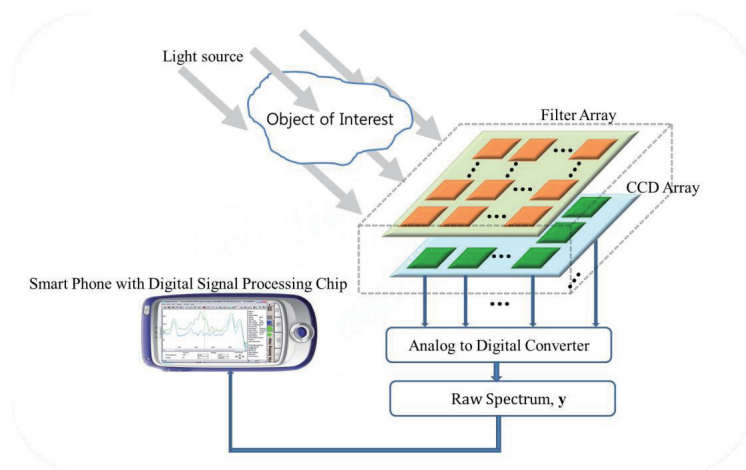 Light source
Object of Interest
Filter Array
CCD Array
Smart Phone with Digital Signal Processing Chip
Analog to Digital Converter
Raw Spectrum, y